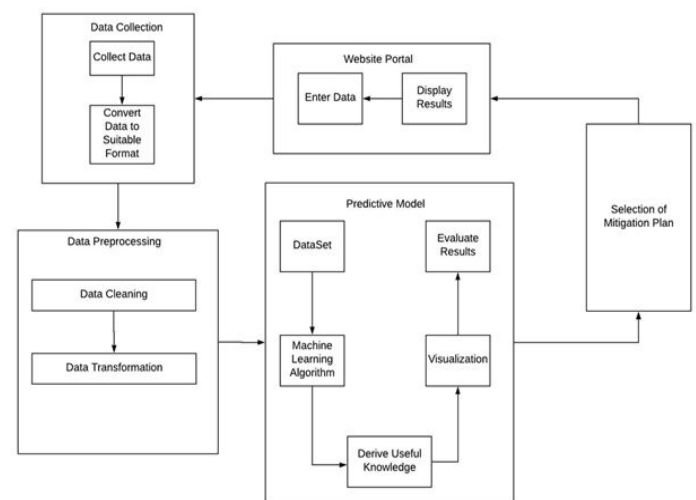 Data Collection
Collect Data
Convert
Data to
Suitable
Format
Website Portal
Enter Data
Display
Results
Selection of
Mitigation Plan
Data Preprocessing
Data Cleaning
Data Transformation
Predictive Model
DataSet
Machine
Learning
Algorithm
Derive Useful
Knowledge
Visualization
Evaluate
Results